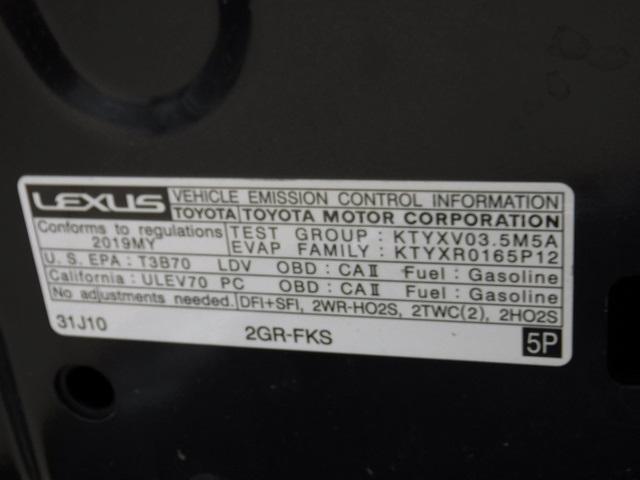 LEXUS VEHICLE EMISSION CONTROL INFORMATION
TOYOTA TOYOTA MOTOR CORPORATION
Conforms to regulations
2019MY
TEST GROUP : KTYXV03.5M5A
EVAP FAMILY : KTYXR0165P12
U.S. EPA : T3B70 LDV OBD : CAⅡ Fuel : Gasoline
California : ULEV70 PC OBD : CAⅡ Fuel : Gasoline
No adjustments needed. DFI+SFI, 2WR-HO2S, 2TWC(2), 2HO2S
31J10 2GR-FKS 5P